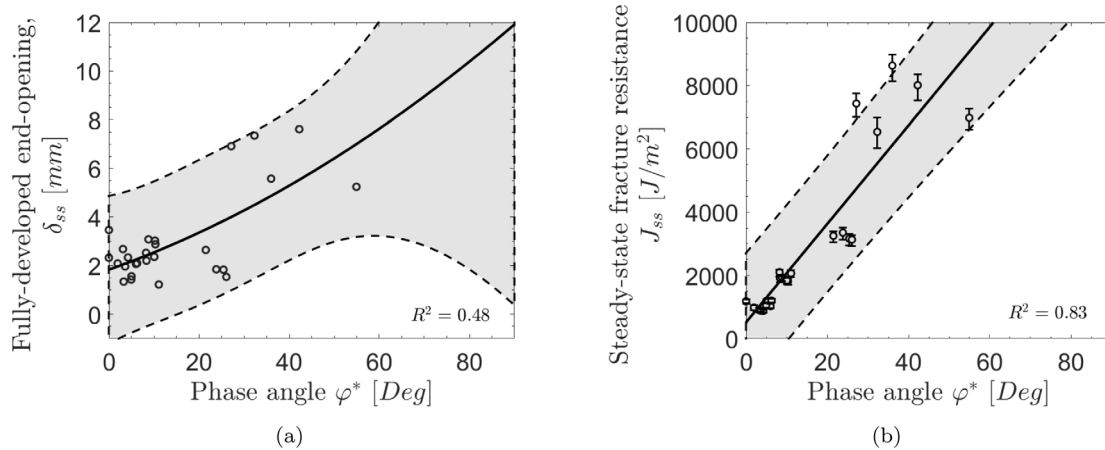 Fully-developed end-opening,
δ_ss [mm]
12
10
8
6
4
2
0
R² = 0.48
0 20 40 60 80
Phase angle φ* [Deg]
(a)
Steady-state fracture resistance
J_ss [J/m²]
10000
8000
6000
4000
2000
0
R² = 0.83
0 20 40 60 80
Phase angle φ* [Deg]
(b)